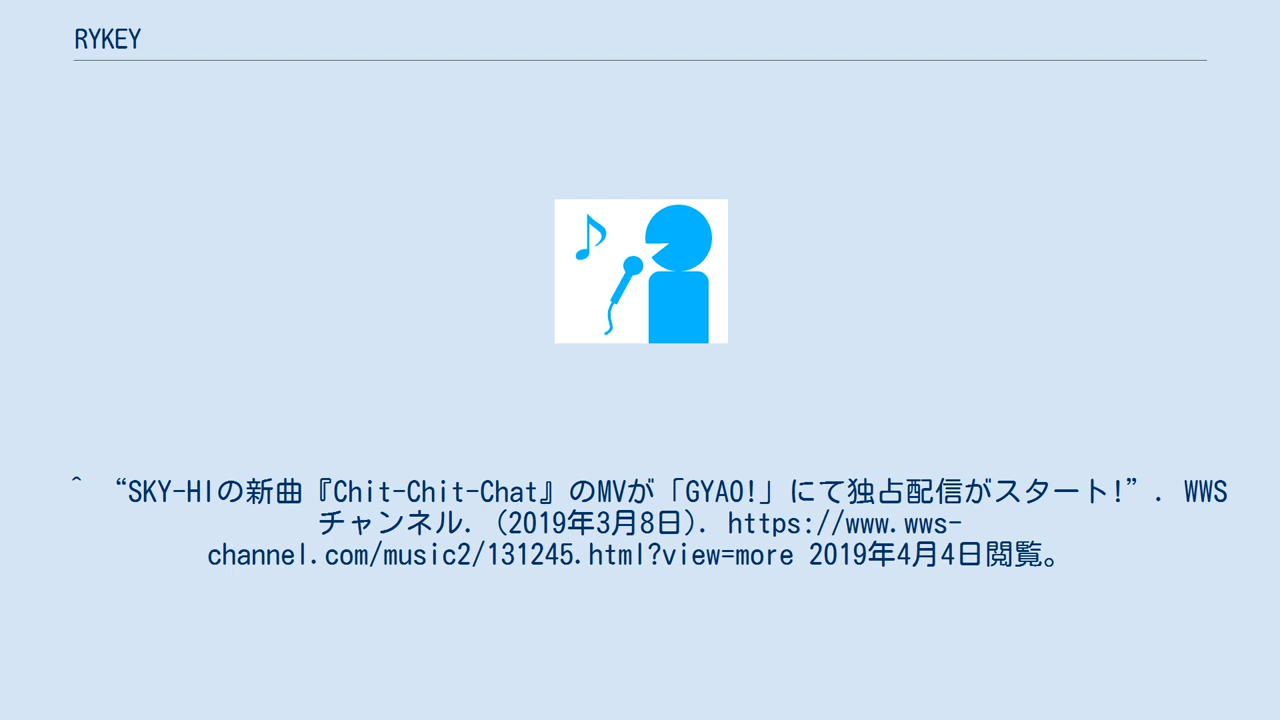 RYKEY
^ “SKY-HIの新曲『Chit-Chit-Chat』のMVが「GYAO!」にて独占配信がスタート!”. WWS
チャンネル. (2019年3月8日). https://www.wws-
channel.com/music2/131245.html?view=more 2019年4月4日閲覧。